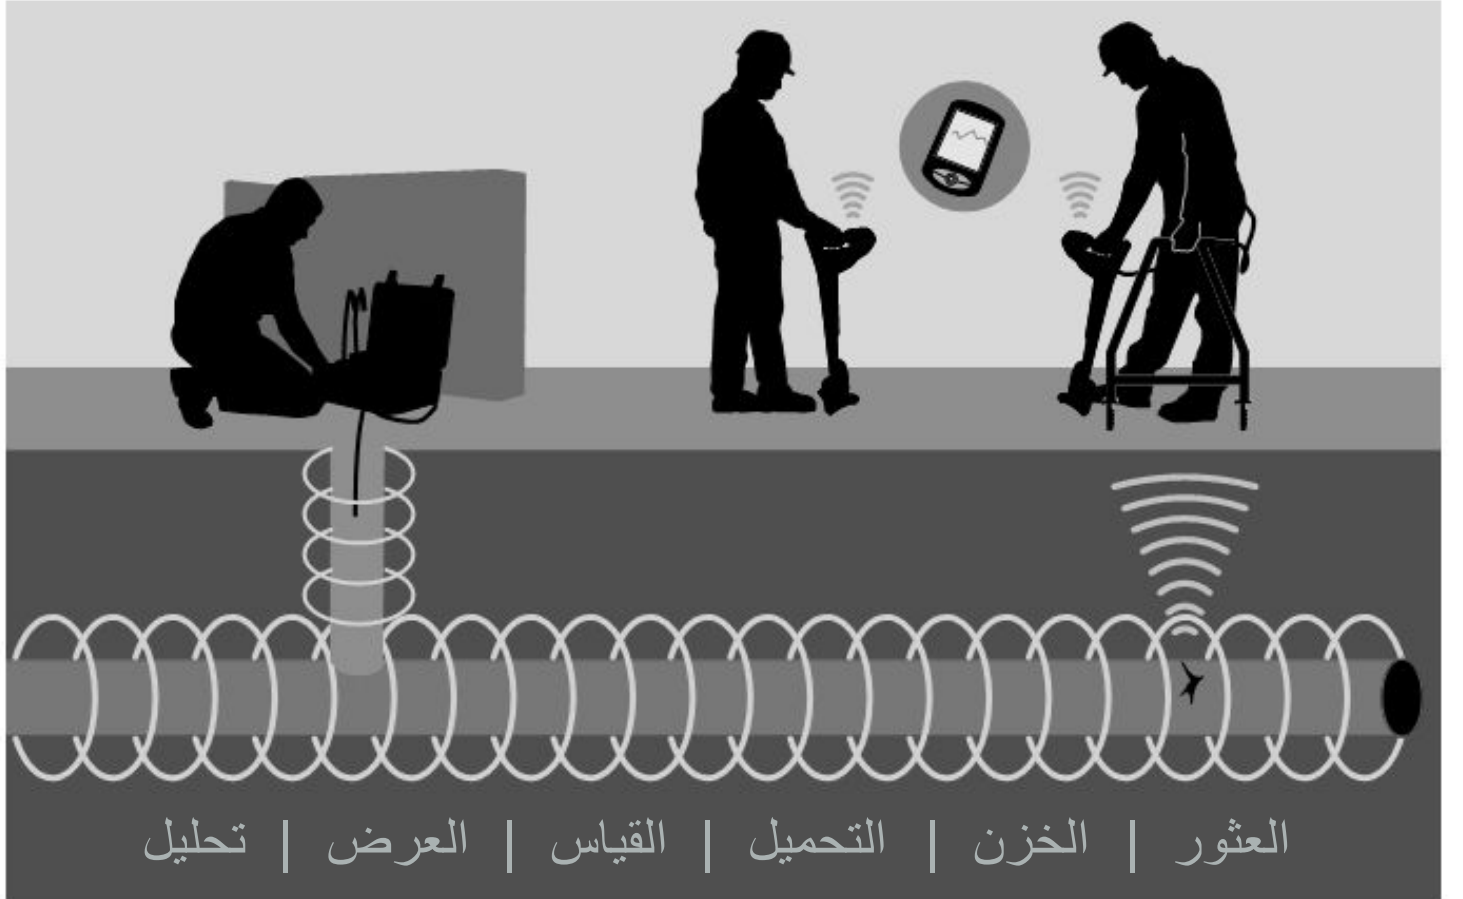 العثور | الخزن | التحميل | القياس | العرض | تحليل